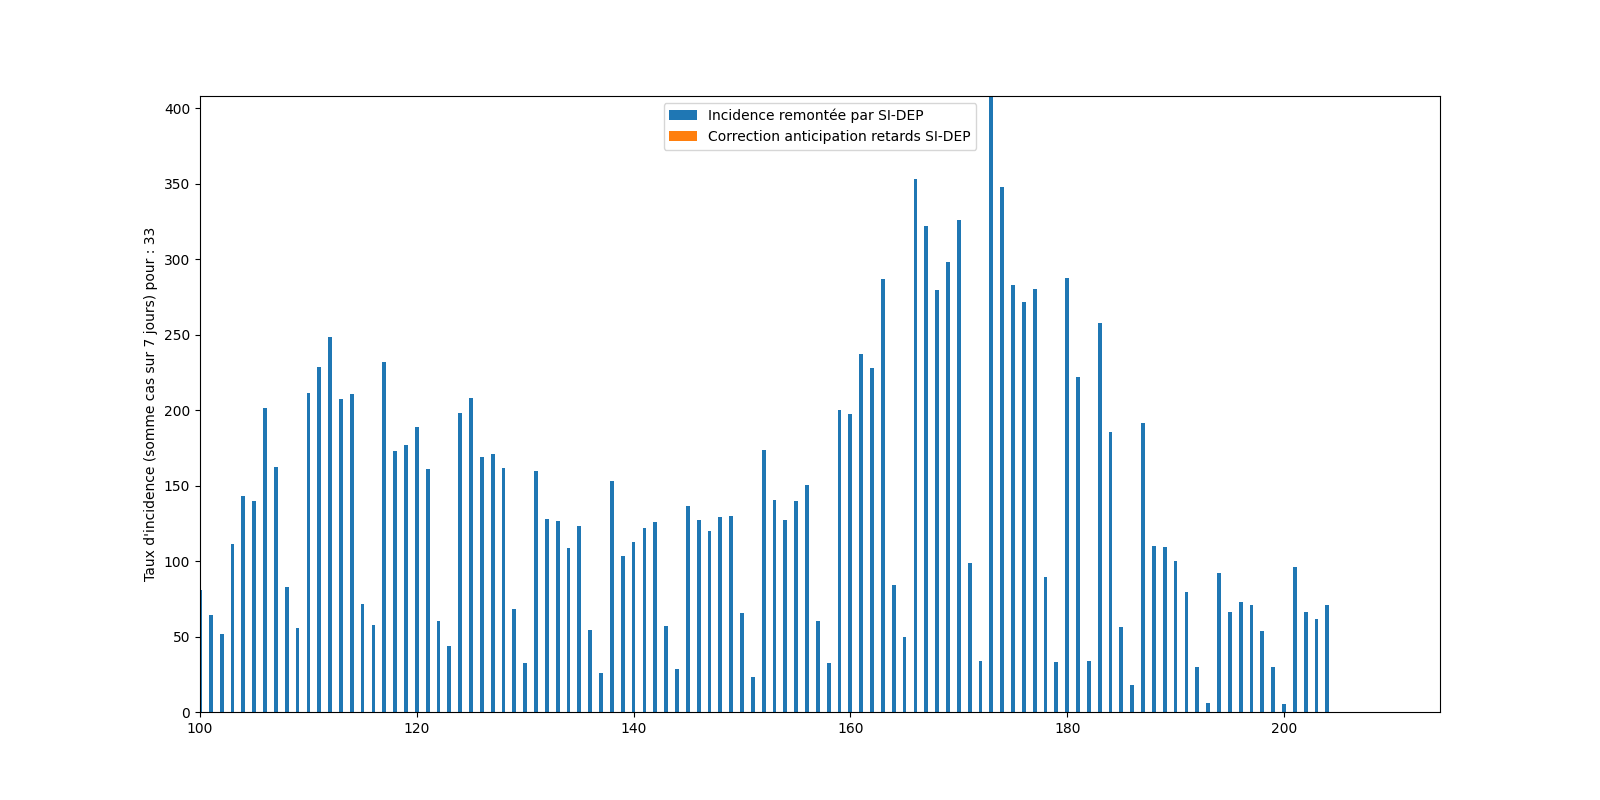 Incidence remontée par SI-DEP
Correction anticipation retards SI-DEP
Taux d'incidence (somme cas sur 7 jours) pour : 33
400
350
300
250
200
150
100
50
0
100 120 140 160 180 200